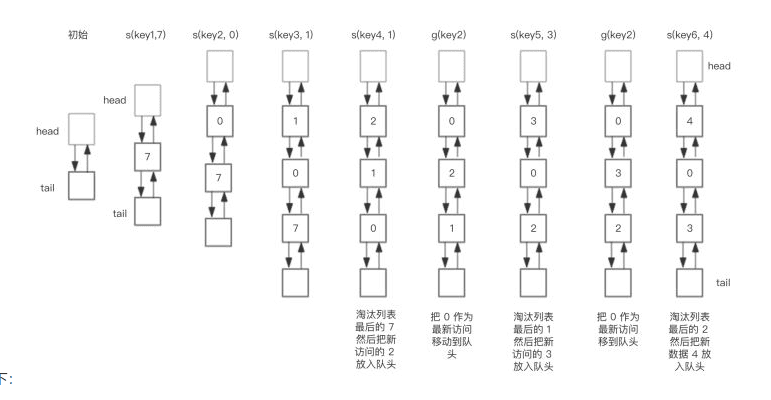 初始
s(key1,7)
s(key2, 0)
s(key3, 1)
s(key4, 1)
g(key2)
s(key5, 3)
g(key2)
s(key6, 4)
head
tail
head
7
tail
0
7
1
0
7
2
1
0
0
2
1
3
0
2
0
3
2
head
4
0
3
tail
淘汰列表
最后的 7
然后把新
访问的 2
放入队头
把 0 作为
最新访问
移动到队
头
淘汰列表
最后的 1
然后把新
访问的 3
放入队头
把 0 作为
最新访问
移到队头
淘汰列表
最后的 2
然后把新
数据 4 放
入队头
下: